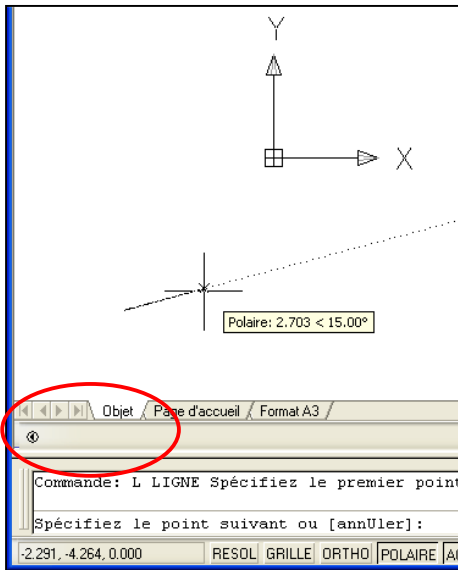 Y
X
Polaire: 2.703 < 15.00°
Objet Page d'accueil Format A3
Commande: L LIGNE Spécifiez le premier point
Spécifiez le point suivant ou [annUler]:
-2.291, -4.264, 0.000 RESOL GRILLE ORTHO POLAIRE